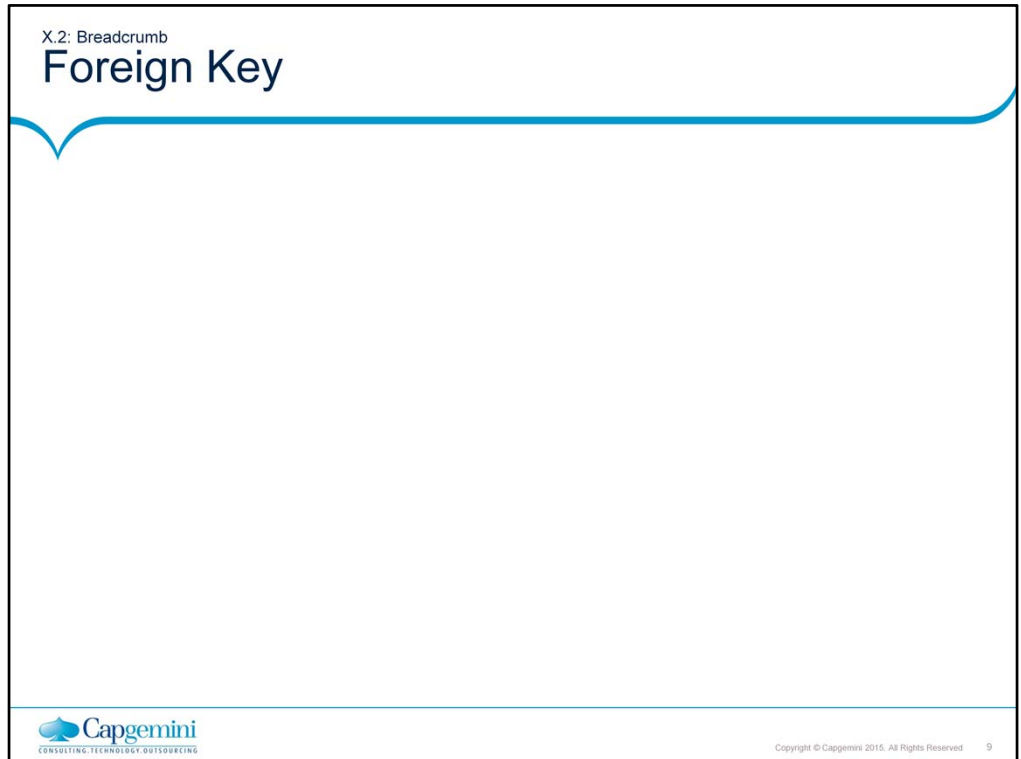 X.2: Breadcrumb
Foreign Key
Capgemini
CONSULTING.TECHNOLOGY.OUTSOURCING
Copyright © Capgemini 2015. All Rights Reserved 9